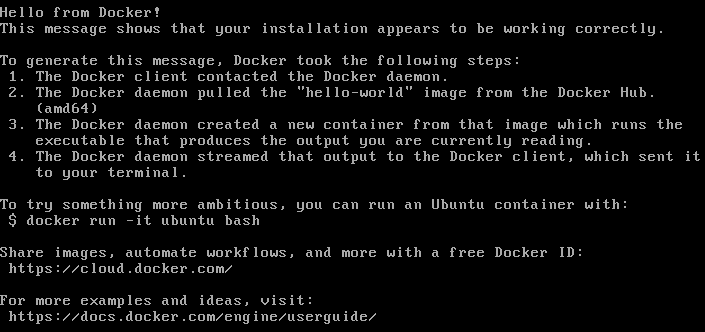 Hello from Docker!
This message shows that your installation appears to be working correctly.
To generate this message, Docker took the following steps:
1. The Docker client contacted the Docker daemon.
2. The Docker daemon pulled the "hello-world" image from the Docker Hub.
(amd64)
3. The Docker daemon created a new container from that image which runs the
executable that produces the output you are currently reading.
4. The Docker daemon streamed that output to the Docker client, which sent it
to your terminal.
To try something more ambitious, you can run an Ubuntu container with:
$ docker run -it ubuntu bash
Share images, automate workflows, and more with a free Docker ID:
https://cloud.docker.com/
For more examples and ideas, visit:
https://docs.docker.com/engine/userguide/